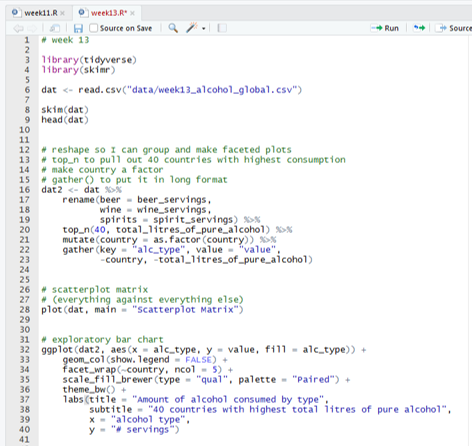 week11.R × week13.R* ×
Source on Save Run Source
1 # week 13
2
3 library(tidyverse)
4 library(skimr)
5
6 dat <- read.csv("data/week13_alcohol_global.csv")
7
8 skim(dat)
9 head(dat)
10
11
12 # reshape so I can group and make faceted plots
13 # top_n to pull out 40 countries with highest consumption
14 # make country a factor
15 # gather() to put it in long format
16 dat2 <- dat %>%
17 rename(beer = beer_servings,
18 wine = wine_servings,
19 spirits = spirit_servings) %>%
20 top_n(40, total_litres_of_pure_alcohol) %>%
21 mutate(country = as.factor(country)) %>%
22 gather(key = "alc_type", value = "value",
23 -country, -total_litres_of_pure_alcohol)
24
25
26 # scatterplot matrix
27 # (everything against everything else)
28 plot(dat, main = "Scatterplot Matrix")
29
30
31 # exploratory bar chart
32 ggplot(dat2, aes(x = alc_type, y = value, fill = alc_type)) +
33 geom_col(show.legend = FALSE) +
34 facet_wrap(~country, ncol = 5) +
35 scale_fill_brewer(type = "qual", palette = "Paired") +
36 theme_bw() +
37 labs(title = "Amount of alcohol consumed by type",
38 subtitle = "40 countries with highest total litres of pure alcohol",
39 x = "alcohol type",
40 y = "# servings")
41